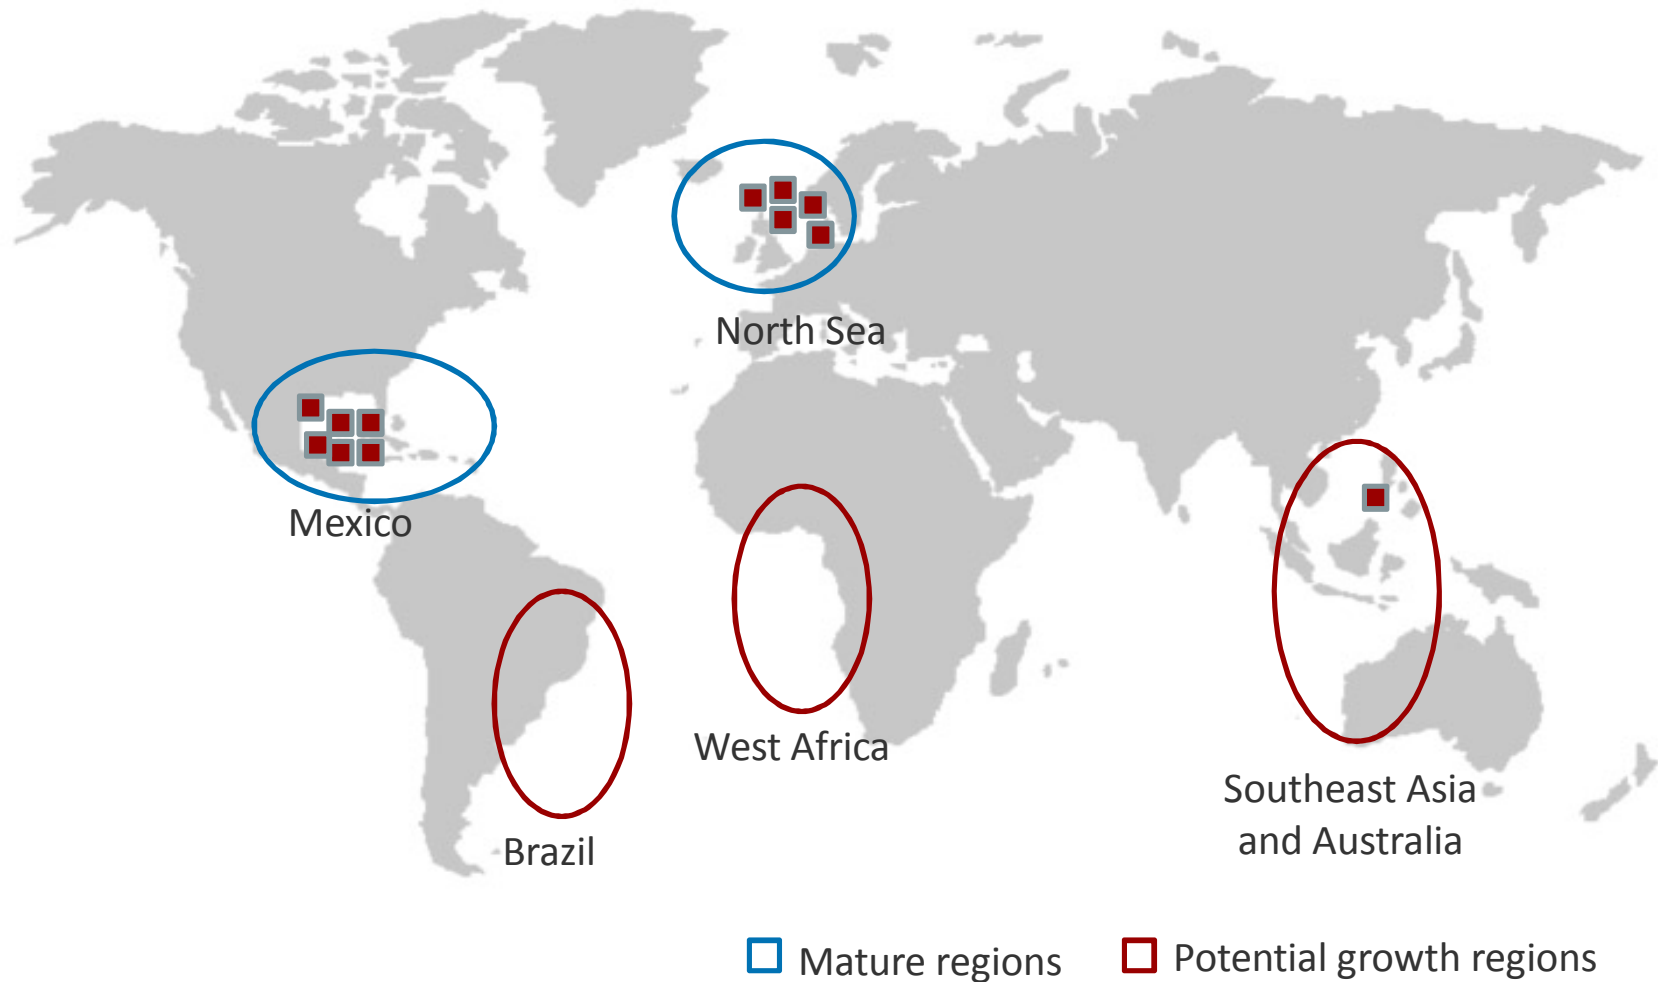 North Sea
Mexico
West Africa
Southeast Asia
and Australia
Brazil
Mature regions
Potential growth regions